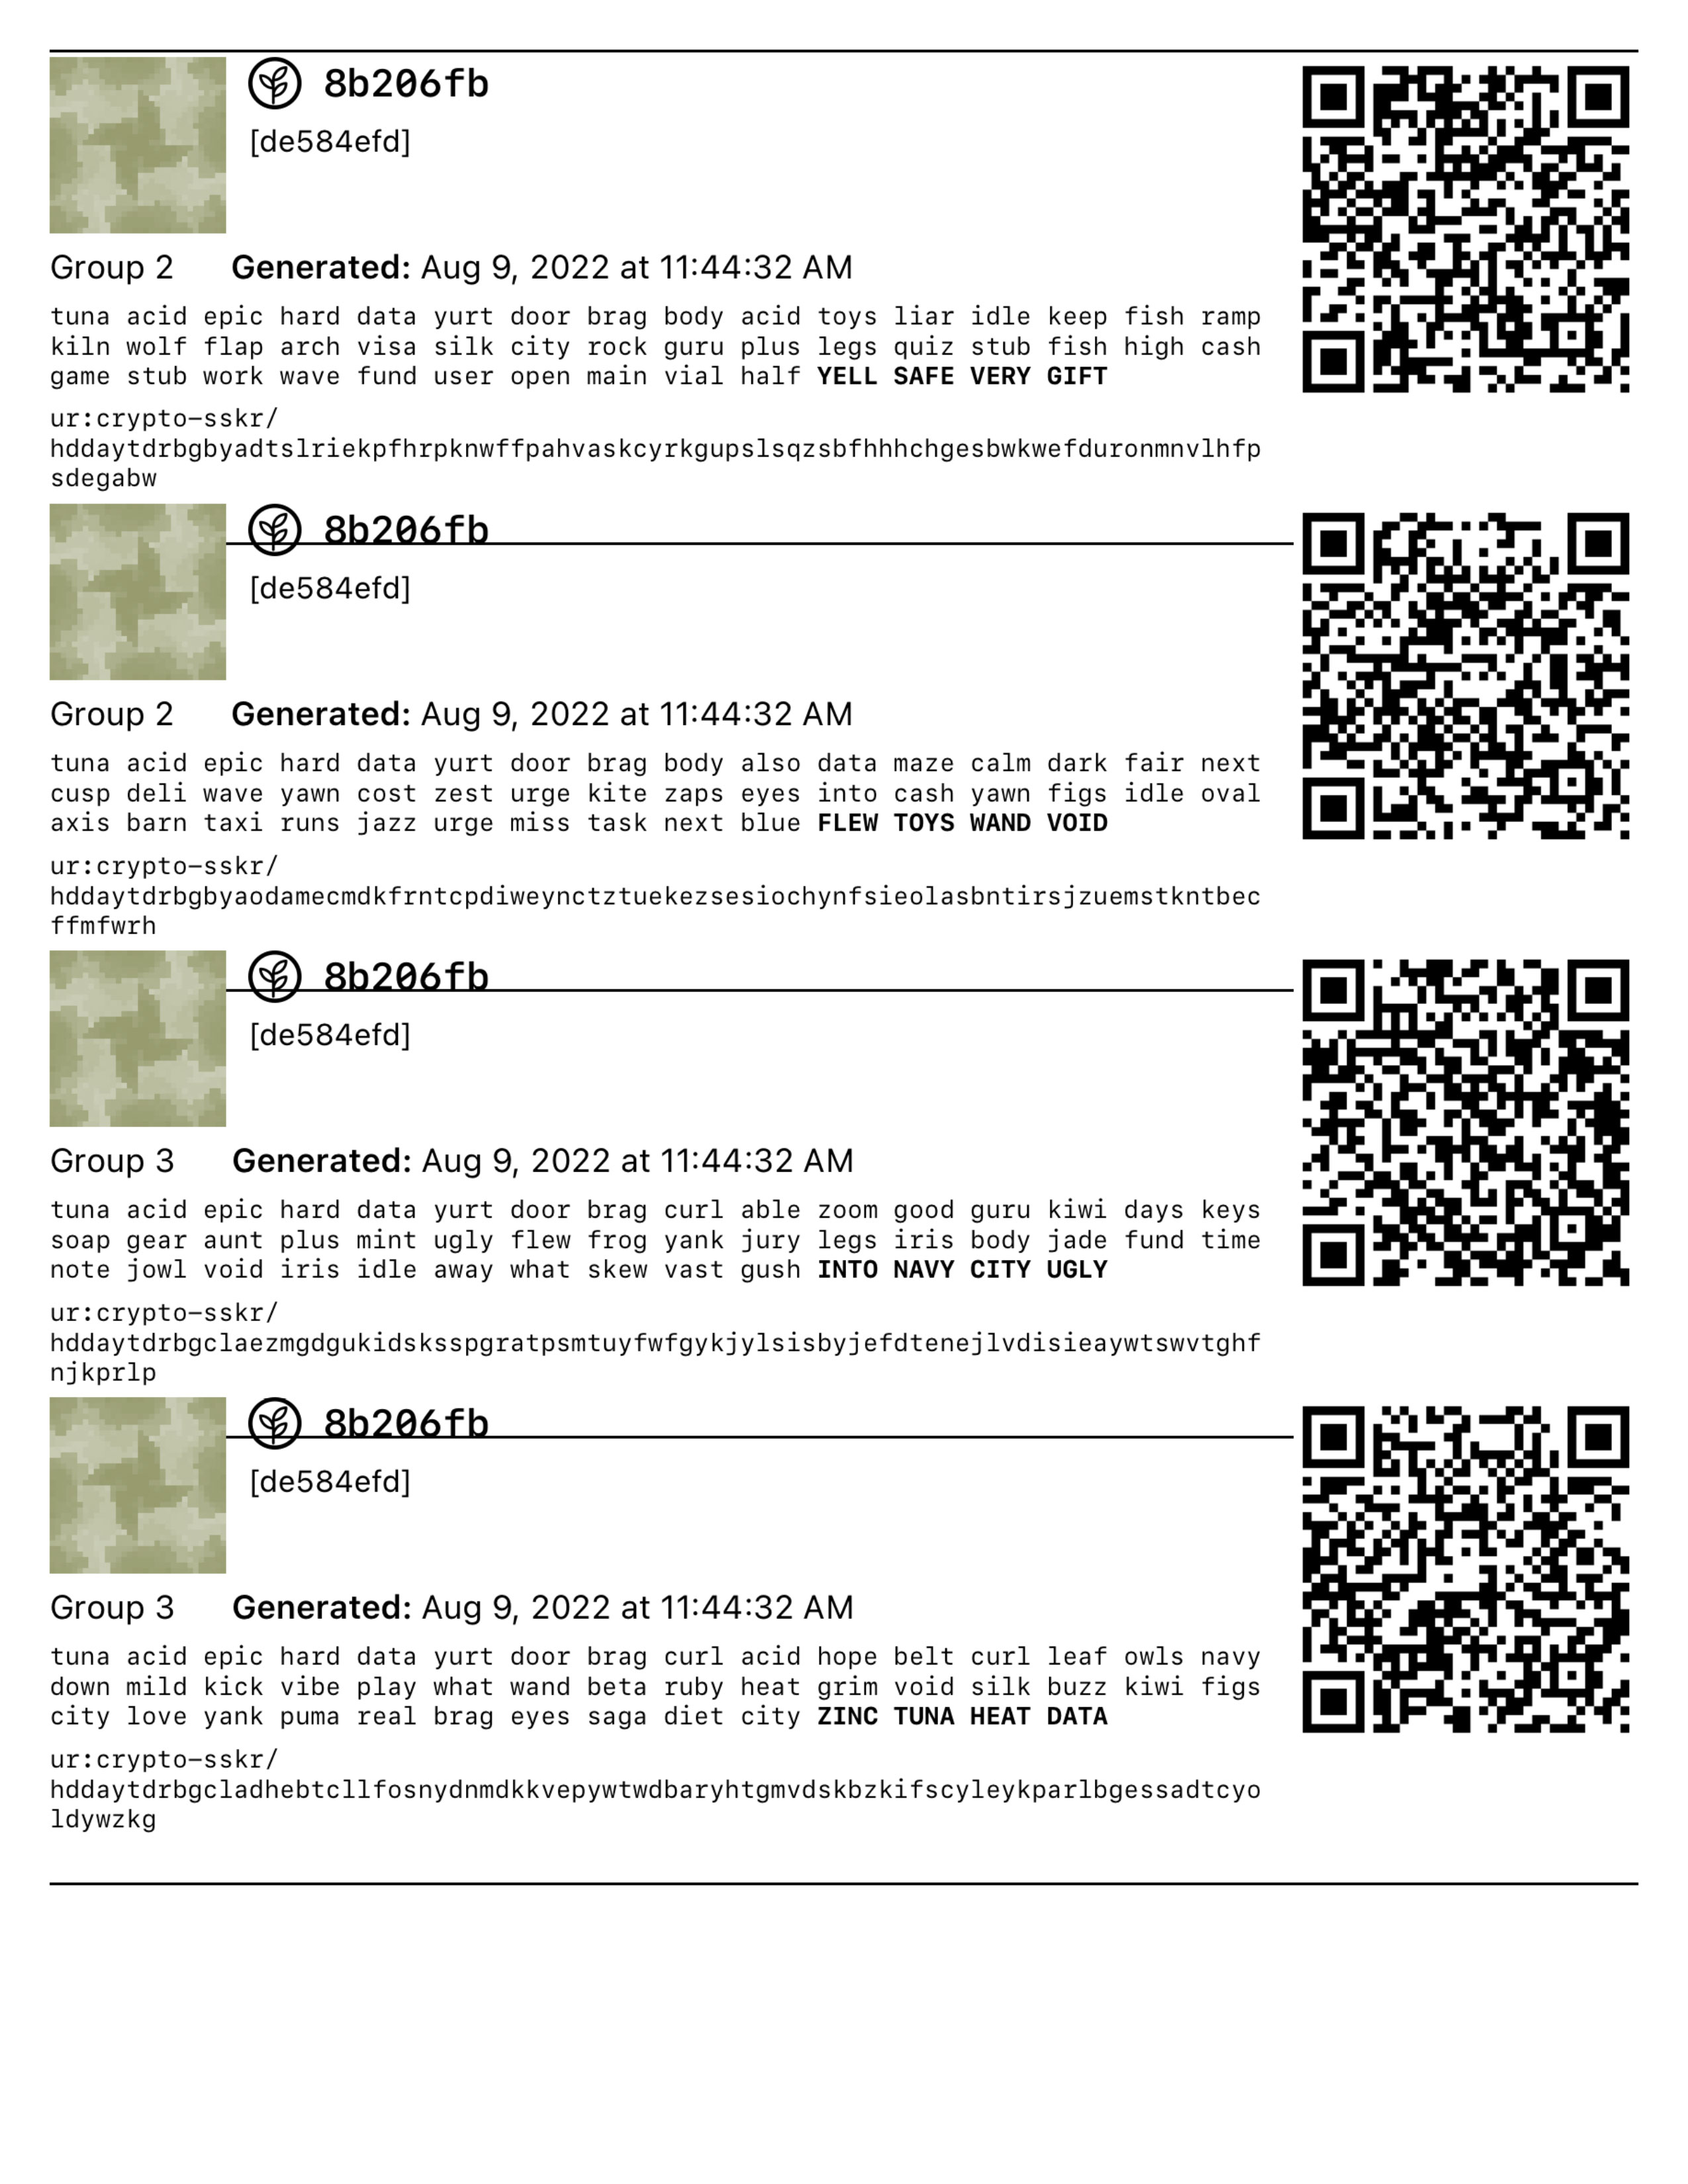 8b206fb
[de584efd]
Group 2 Generated: Aug 9, 2022 at 11:44:32 AM
tuna acid epic hard data yurt door brag body acid toys liar idle keep fish ramp
kiln wolf flap arch visa silk city rock guru plus legs quiz stub fish high cash
game stub work wave fund user open main vial half YELL SAFE VERY GIFT
ur:crypto-sskr/
hddaytdrbgbyadtslriekpfhrpknwffpahvaskcyrkgupslsqzsbfhhhchgesbwkwefduronmnvlhfp
sdegabw
8b206fb
[de584efd]
Group 2 Generated: Aug 9, 2022 at 11:44:32 AM
tuna acid epic hard data yurt door brag body also data maze calm dark fair next
cusp deli wave yawn cost zest urge kite zaps eyes into cash yawn figs idle oval
axis barn taxi runs jazz urge miss task next blue FLEW TOYS WAND VOID
ur:crypto-sskr/
hddaytdrbgbyaodamecmdkfrntcpdiweynctztuekezsesiochynfsieolasbntirsjzuemstkntbec
ffmfwrh
8b206fb
[de584efd]
Group 3 Generated: Aug 9, 2022 at 11:44:32 AM
tuna acid epic hard data yurt door brag curl able zoom good guru kiwi days keys
soap gear aunt plus mint ugly flew frog yank jury legs iris body jade fund time
note jowl void iris idle away what skew vast gush INTO NAVY CITY UGLY
ur:crypto-sskr/
hddaytdrbgclaezmgdgukidsksspgratpsmtuyfwfgykjylsisbyjefdtenejlvdisieaywtswvtghf
njkprlp
8b206fb
[de584efd]
Group 3 Generated: Aug 9, 2022 at 11:44:32 AM
tuna acid epic hard data yurt door brag curl acid hope belt curl leaf owls navy
down mild kick vibe play what wand beta ruby heat grim void silk buzz kiwi figs
city love yank puma real brag eyes saga diet city ZINC TUNA HEAT DATA
ur:crypto-sskr/
hddaytdrbgcladhebtcllfosnydnmdkkvepywtwdbaryhtgmvdskbzkifscyleykparlbgessadtcyo
ldywzkg